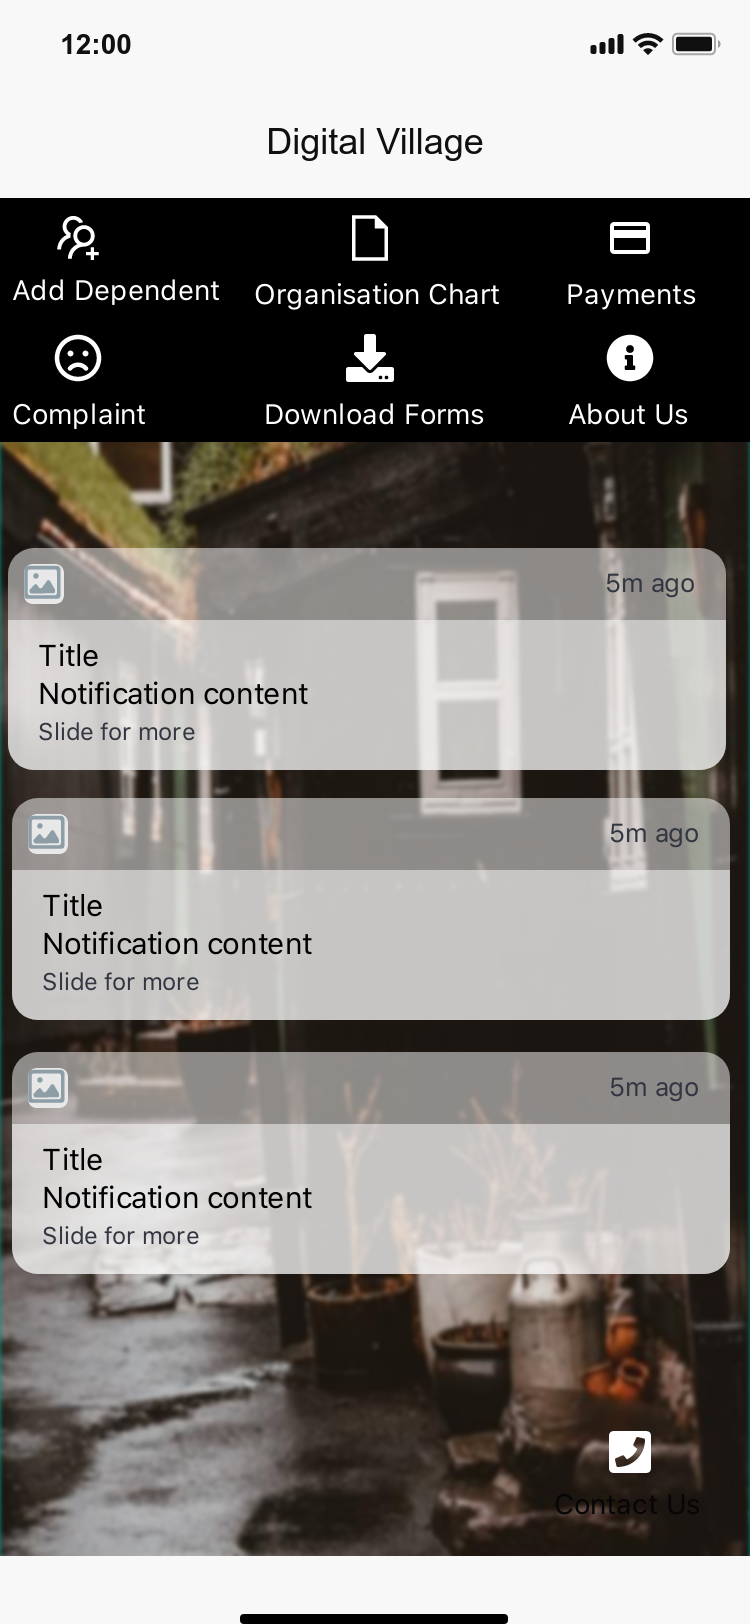 12:00
Digital Village
Add Dependent
Organisation Chart
Payments
Complaint
Download Forms
About Us
5m ago
Title
Notification content
Slide for more
5m ago
Title
Notification content
Slide for more
5m ago
Title
Notification content
Slide for more
Contact Us